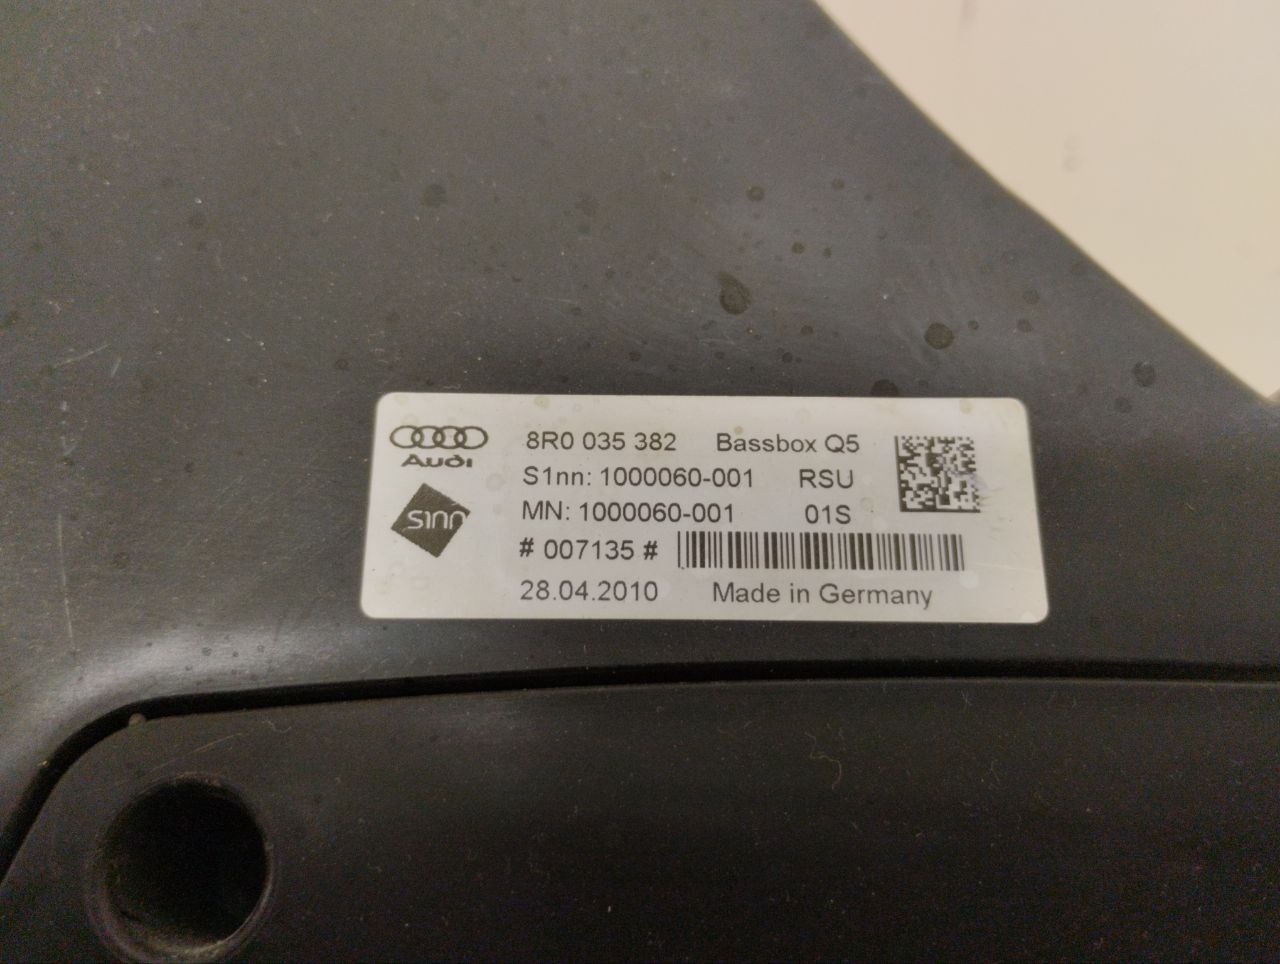 Audi
8R0 035 382 Bassbox Q5
S1nn: 1000060-001 RSU
s1nn
MN: 1000060-001 01S
# 007135 #
28.04.2010 Made in Germany